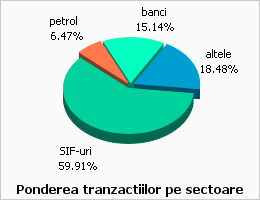 banci
15.14%
petrol
6.47%
altele
18.48%
SIF-uri
59.91%
Ponderea tranzactiilor pe sectoare